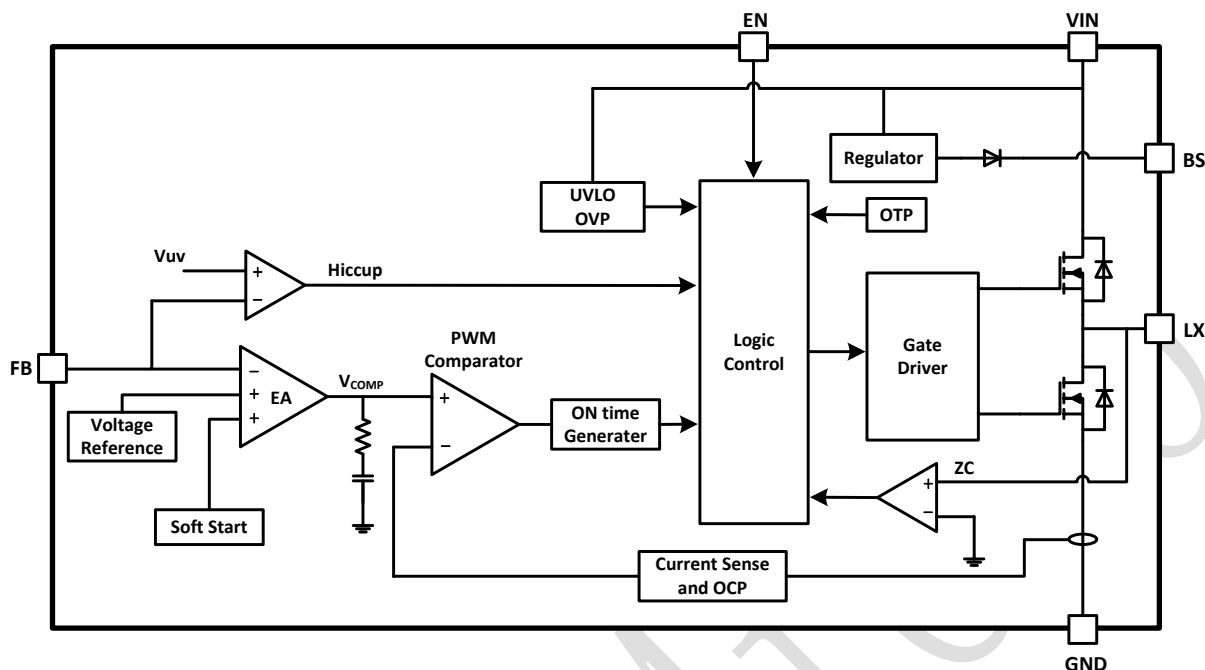 EN
VIN
Regulator
BS
UVLO
OVP
OTP
Vuv
+
−
Hiccup
FB
PWM
Comparator
Logic
Control
Gate
Driver
LX
−
+
+
EA
VCOMP
+
−
ON time
Generater
Voltage
Reference
ZC
+
−
Soft Start
Current Sense
and OCP
GND